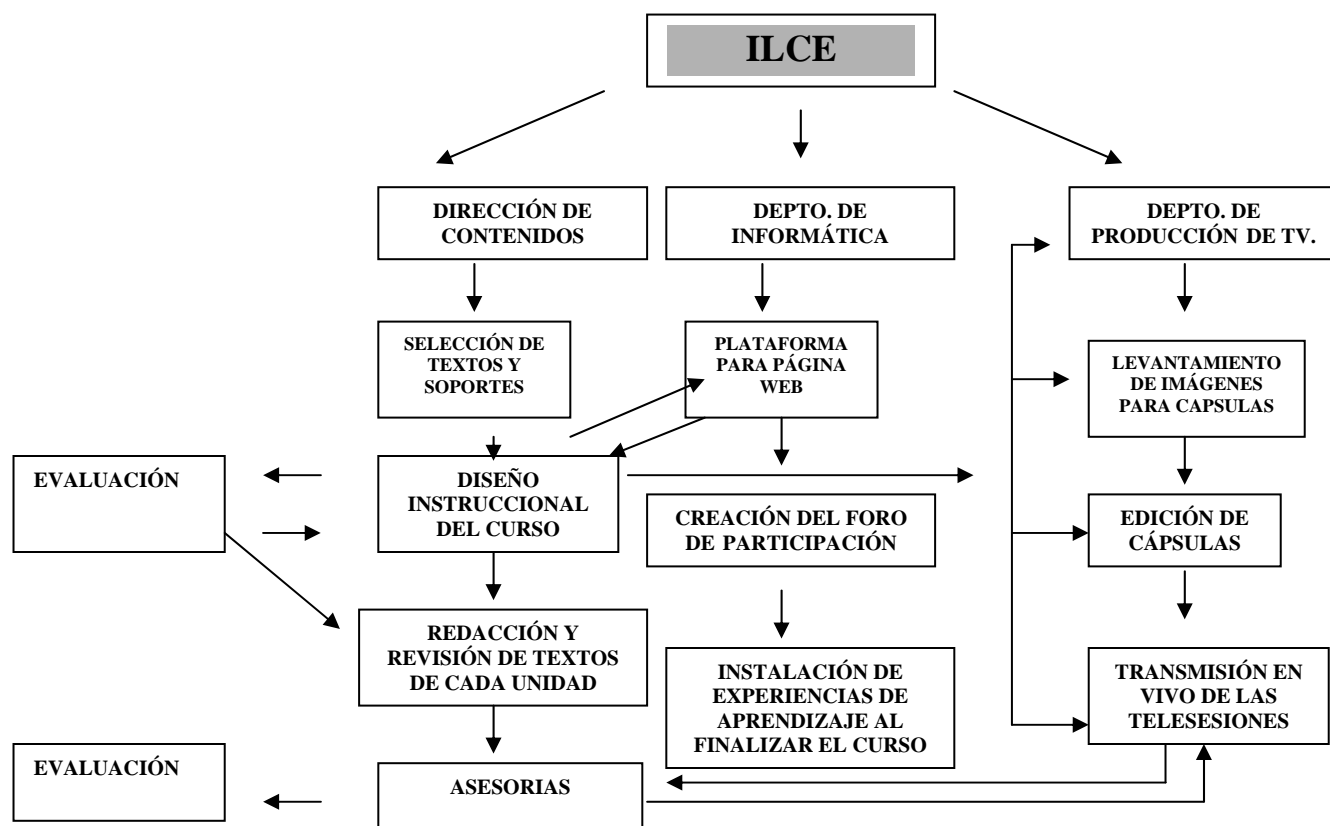 ILCE
DIRECCIÓN DE
CONTENIDOS
DEPTO. DE
INFORMÁTICA
DEPTO. DE
PRODUCCIÓN DE TV.
SELECCIÓN DE
TEXTOS Y
SOPORTES
PLATAFORMA
PARA PÁGINA
WEB
LEVANTAMIENTO
DE IMÁGENES
PARA CAPSULAS
EVALUACIÓN
DISEÑO
INSTRUCCIONAL
DEL CURSO
CREACIÓN DEL FORO
DE PARTICIPACIÓN
EDICIÓN DE
CÁPSULAS
REDACCIÓN Y
REVISIÓN DE TEXTOS
DE CADA UNIDAD
INSTALACIÓN DE
EXPERIENCIAS DE
APRENDIZAJE AL
FINALIZAR EL CURSO
TRANSMISIÓN EN
VIVO DE LAS
TELESESIONES
EVALUACIÓN
ASESORIAS